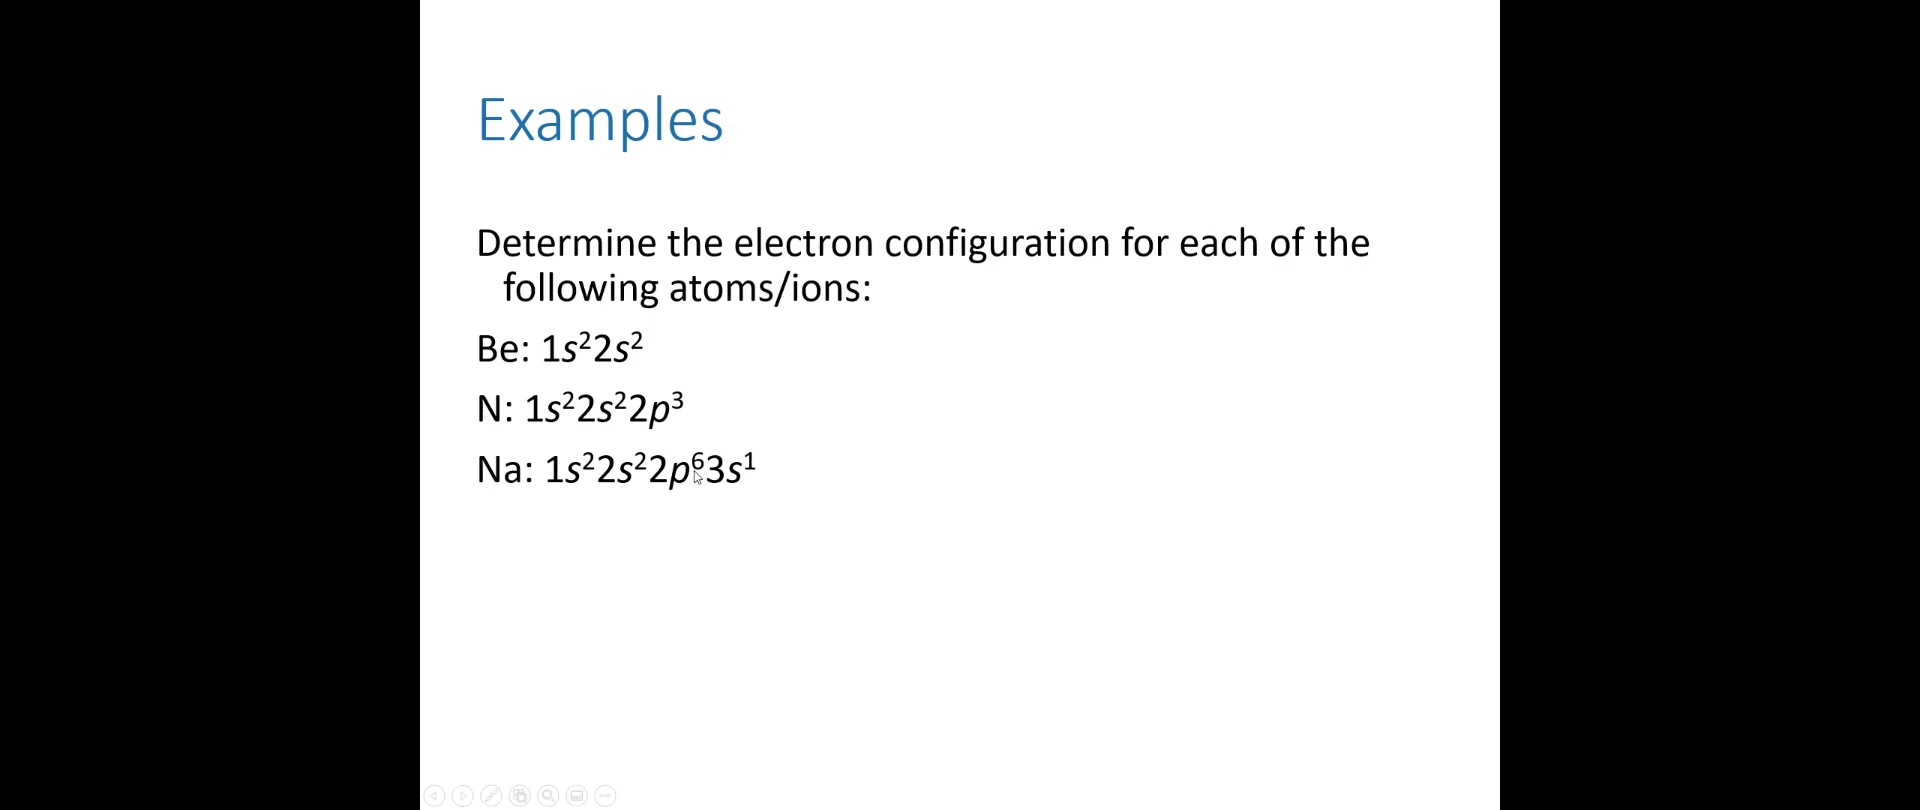 Examples
Determine the electron configuration for each of the
following atoms/ions:
Be: 1s²2s²
N: 1s²2s²2p³
Na: 1s²2s²2p⁶3s¹